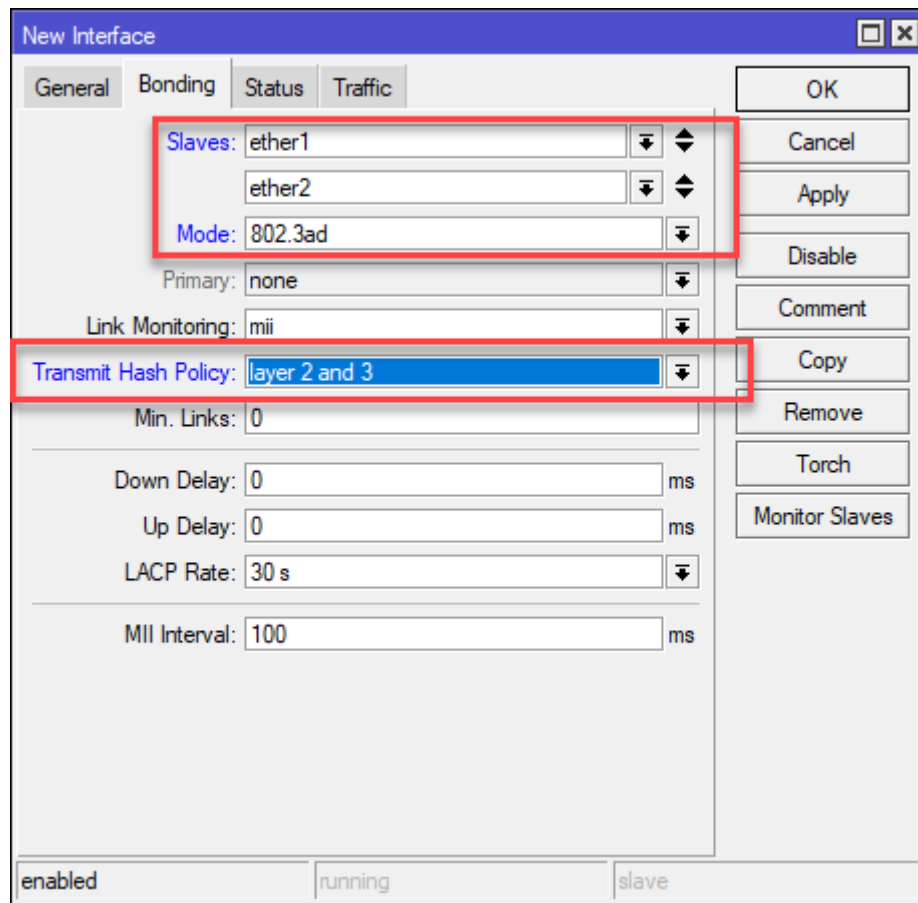 New Interface
General Bonding Status Traffic
OK
Slaves: ether1
Cancel
ether2
Apply
Mode: 802.3ad
Disable
Primary: none
Comment
Link Monitoring: mii
Copy
Transmit Hash Policy: layer 2 and 3
Remove
Min. Links: 0
Torch
Down Delay: 0 ms
Monitor Slaves
Up Delay: 0 ms
LACP Rate: 30 s
MII Interval: 100 ms
enabled running slave